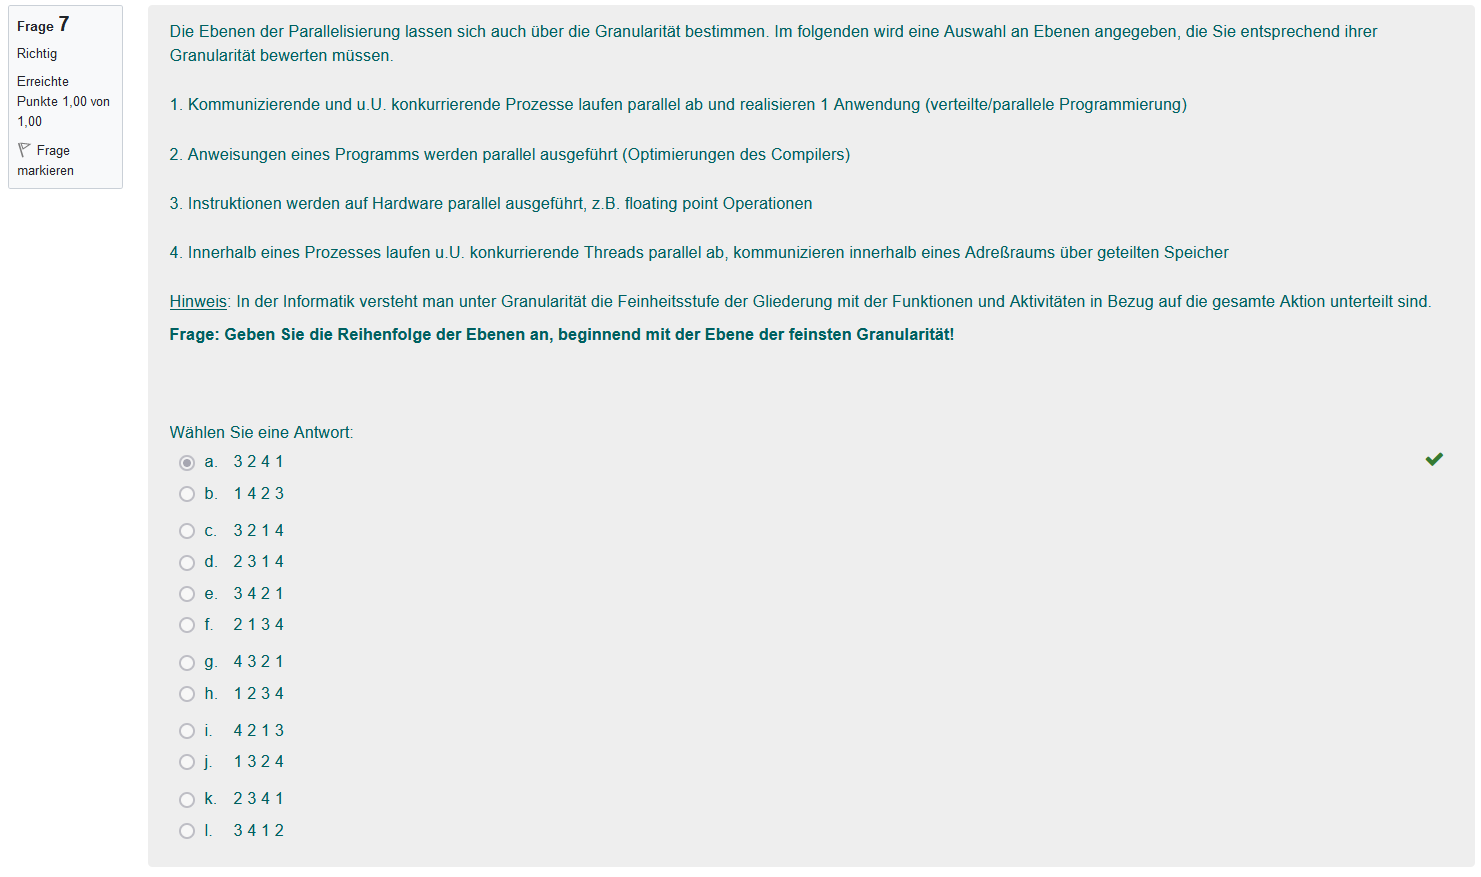 Frage 7
Richtig
Erreichte
Punkte 1,00 von
1,00
Frage
markieren
Die Ebenen der Parallelisierung lassen sich auch über die Granularität bestimmen. Im folgenden wird eine Auswahl an Ebenen angegeben, die Sie entsprechend ihrer
Granularität bewerten müssen.
1. Kommunizierende und u.U. konkurrierende Prozesse laufen parallel ab und realisieren 1 Anwendung (verteilte/parallele Programmierung)
2. Anweisungen eines Programms werden parallel ausgeführt (Optimierungen des Compilers)
3. Instruktionen werden auf Hardware parallel ausgeführt, z.B. floating point Operationen
4. Innerhalb eines Prozesses laufen u.U. konkurrierende Threads parallel ab, kommunizieren innerhalb eines Adreßraums über geteilten Speicher
Hinweis: In der Informatik versteht man unter Granularität die Feinheitsstufe der Gliederung mit der Funktionen und Aktivitäten in Bezug auf die gesamte Aktion unterteilt sind.
Frage: Geben Sie die Reihenfolge der Ebenen an, beginnend mit der Ebene der feinsten Granularität!
Wählen Sie eine Antwort:
a. 3 2 4 1
b. 1 4 2 3
c. 3 2 1 4
d. 2 3 1 4
e. 3 4 2 1
f. 2 1 3 4
g. 4 3 2 1
h. 1 2 3 4
i. 4 2 1 3
j. 1 3 2 4
k. 2 3 4 1
l. 3 4 1 2